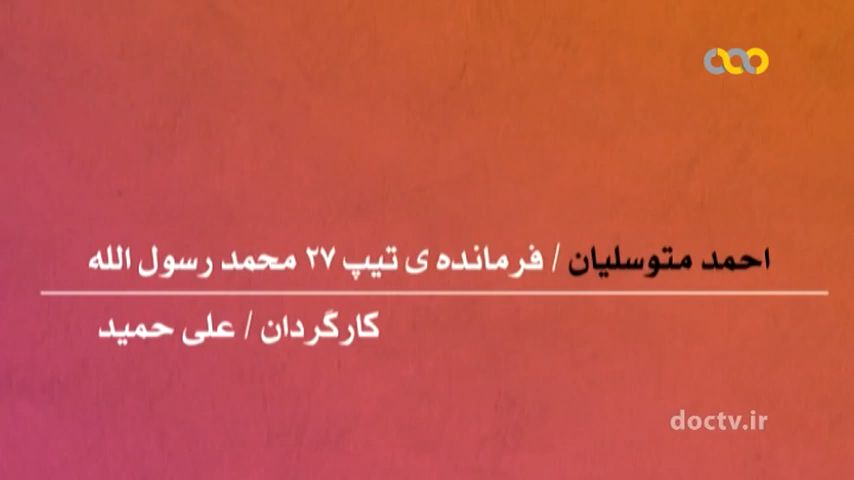 احمد متوسلیان / فرمانده ی تیپ ۲۷ محمد رسول الله
کارگردان / علی حمید
doctv.ir